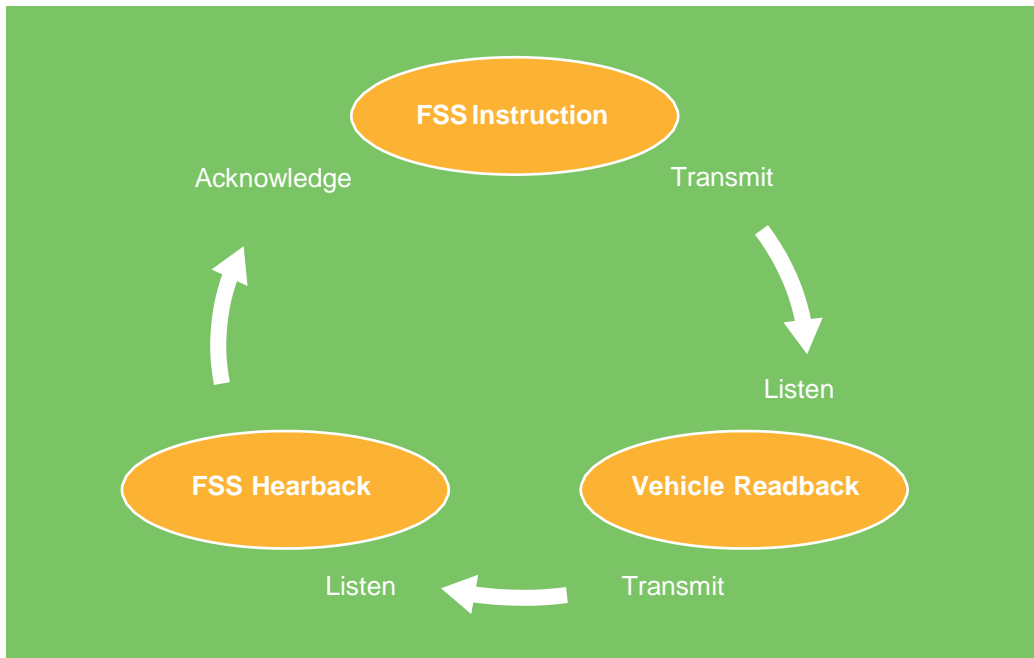 FSS Instruction
Acknowledge
Transmit
Listen
FSS Hearback
Vehicle Readback
Listen
Transmit